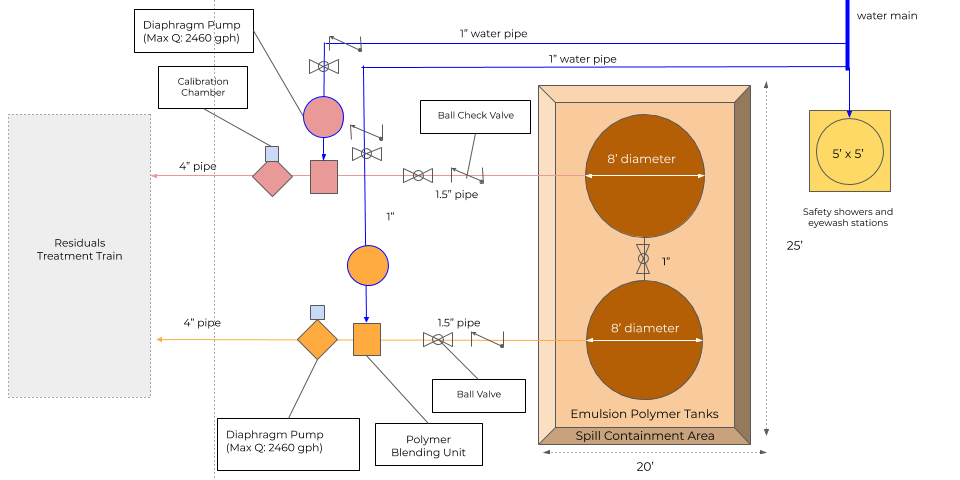 water main
Diaphragm Pump
(Max Q: 2460 gph)
1” water pipe
1” water pipe
Calibration
Chamber
Ball Check Valve
8’ diameter
5’ x 5’
4” pipe
1.5” pipe
Safety showers and
eyewash stations
1”
Residuals
Treatment Train
25’
1”
4” pipe
1.5” pipe
8’ diameter
Ball Valve
Emulsion Polymer Tanks
Diaphragm Pump
(Max Q: 2460 gph)
Polymer
Blending Unit
Spill Containment Area
20’